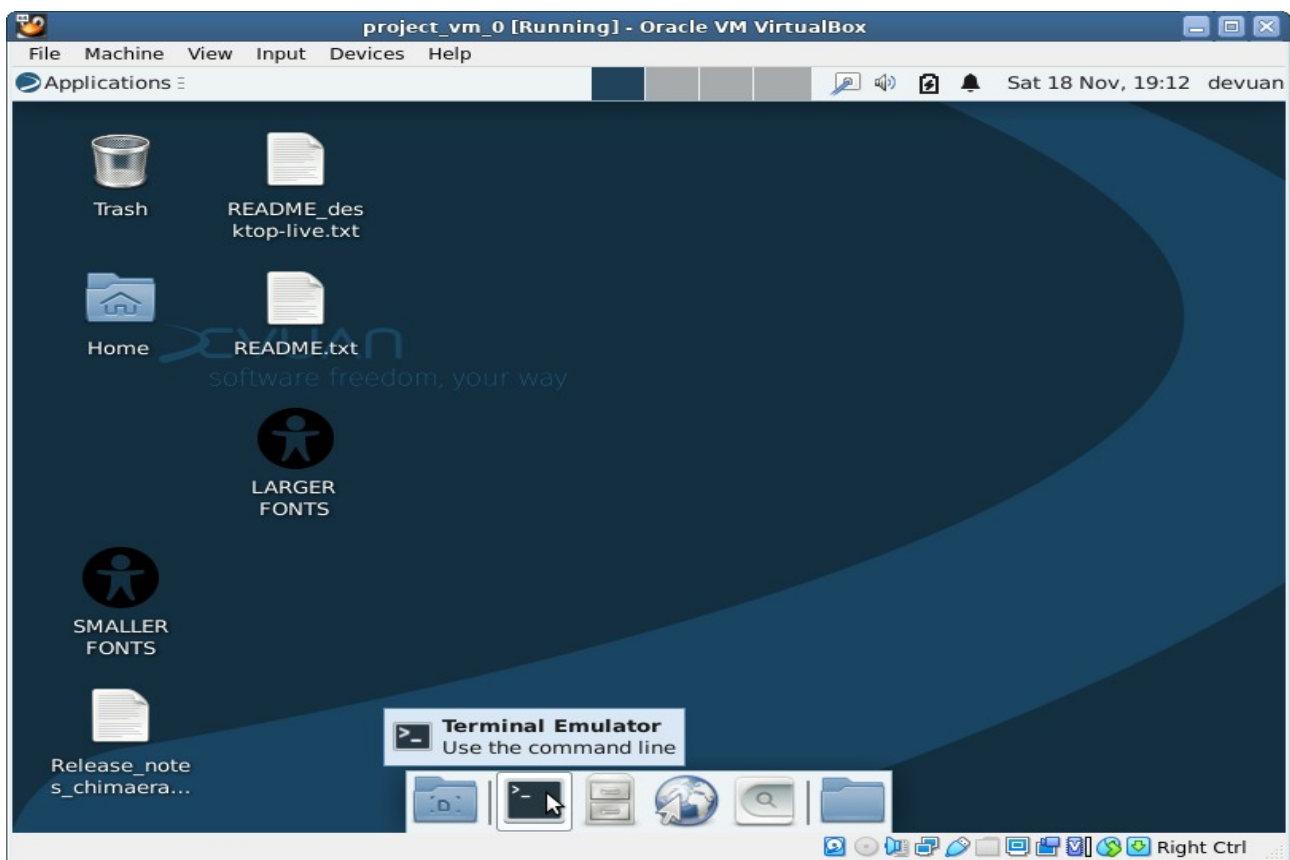 project_vm_0 [Running] - Oracle VM VirtualBox
File Machine View Input Devices Help
Applications
Sat 18 Nov, 19:12 devuan
Trash
README_des
ktop-live.txt
Home
README.txt
DEVUAN
software freedom, your way
LARGER
FONTS
SMALLER
FONTS
Release_note
s_chimaera...
Terminal Emulator
Use the command line
Right Ctrl